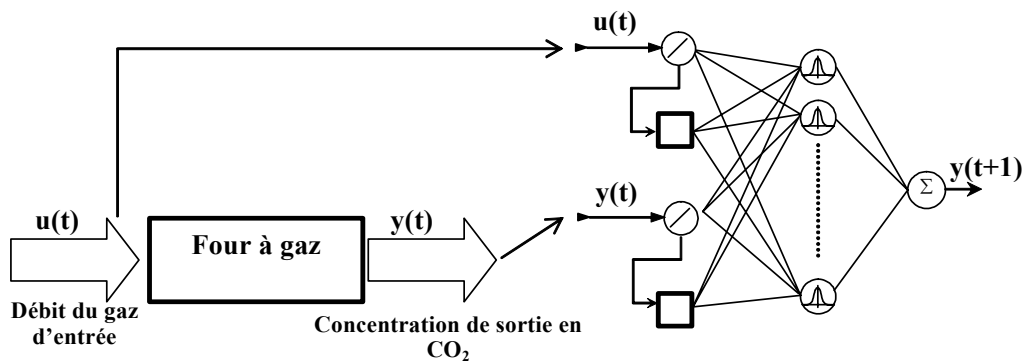 u(t)
y(t+1)
y(t)
Σ
u(t)
y(t)
Four à gaz
Débit du gaz
d'entrée
Concentration de sortie en
CO₂